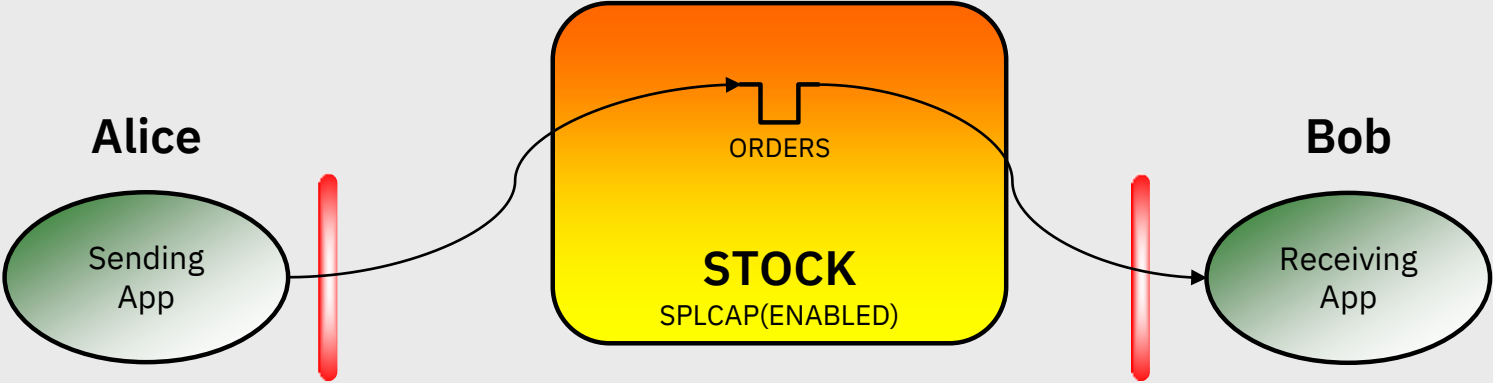 Alice
Sending
App
ORDERS
STOCK
SPLCAP(ENABLED)
Bob
Receiving
App